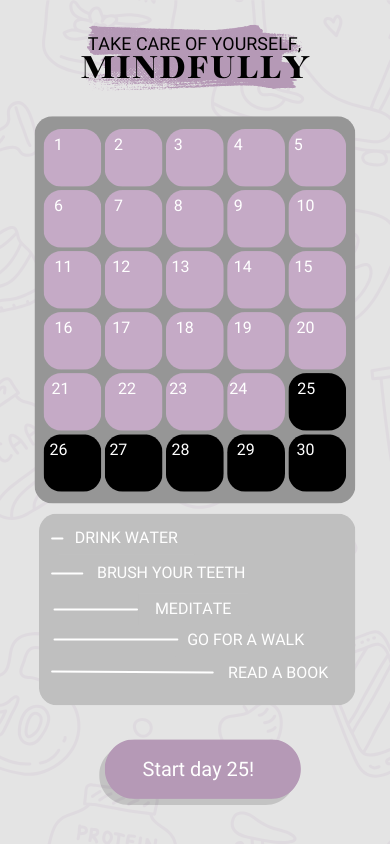 TAKE CARE OF YOURSELF,
MINDFULLY
1 2 3 4 5
6 7 8 9 10
11 12 13 14 15
16 17 18 19 20
21 22 23 24 25
26 27 28 29 30
DRINK WATER
BRUSH YOUR TEETH
MEDITATE
GO FOR A WALK
READ A BOOK
10
Start day 25!
PROTEIN